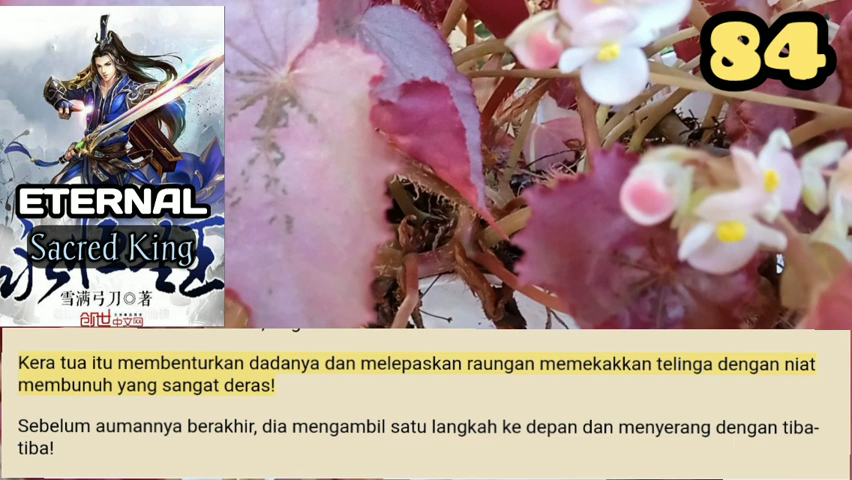 84
ETERNAL
Sacred King
雪满弓刀◎著
创世中文网
Kera tua itu membenturkan dadanya dan melepaskan raungan memekakkan telinga dengan niat
membunuh yang sangat deras!
Sebelum aumannya berakhir, dia mengambil satu langkah ke depan dan menyerang dengan tiba-
tiba!